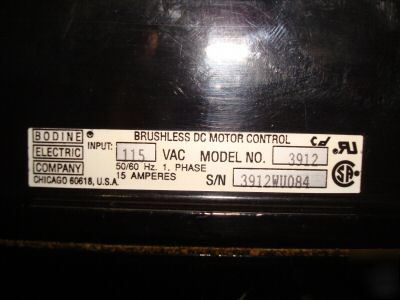 BODINE ® BRUSHLESS DC MOTOR CONTROL
ELECTRIC INPUT: 115 VAC MODEL NO. 3912
COMPANY 50/60 Hz. 1. PHASE
CHICAGO 60618, U.S.A. 15 AMPERES S/N 3912WU084